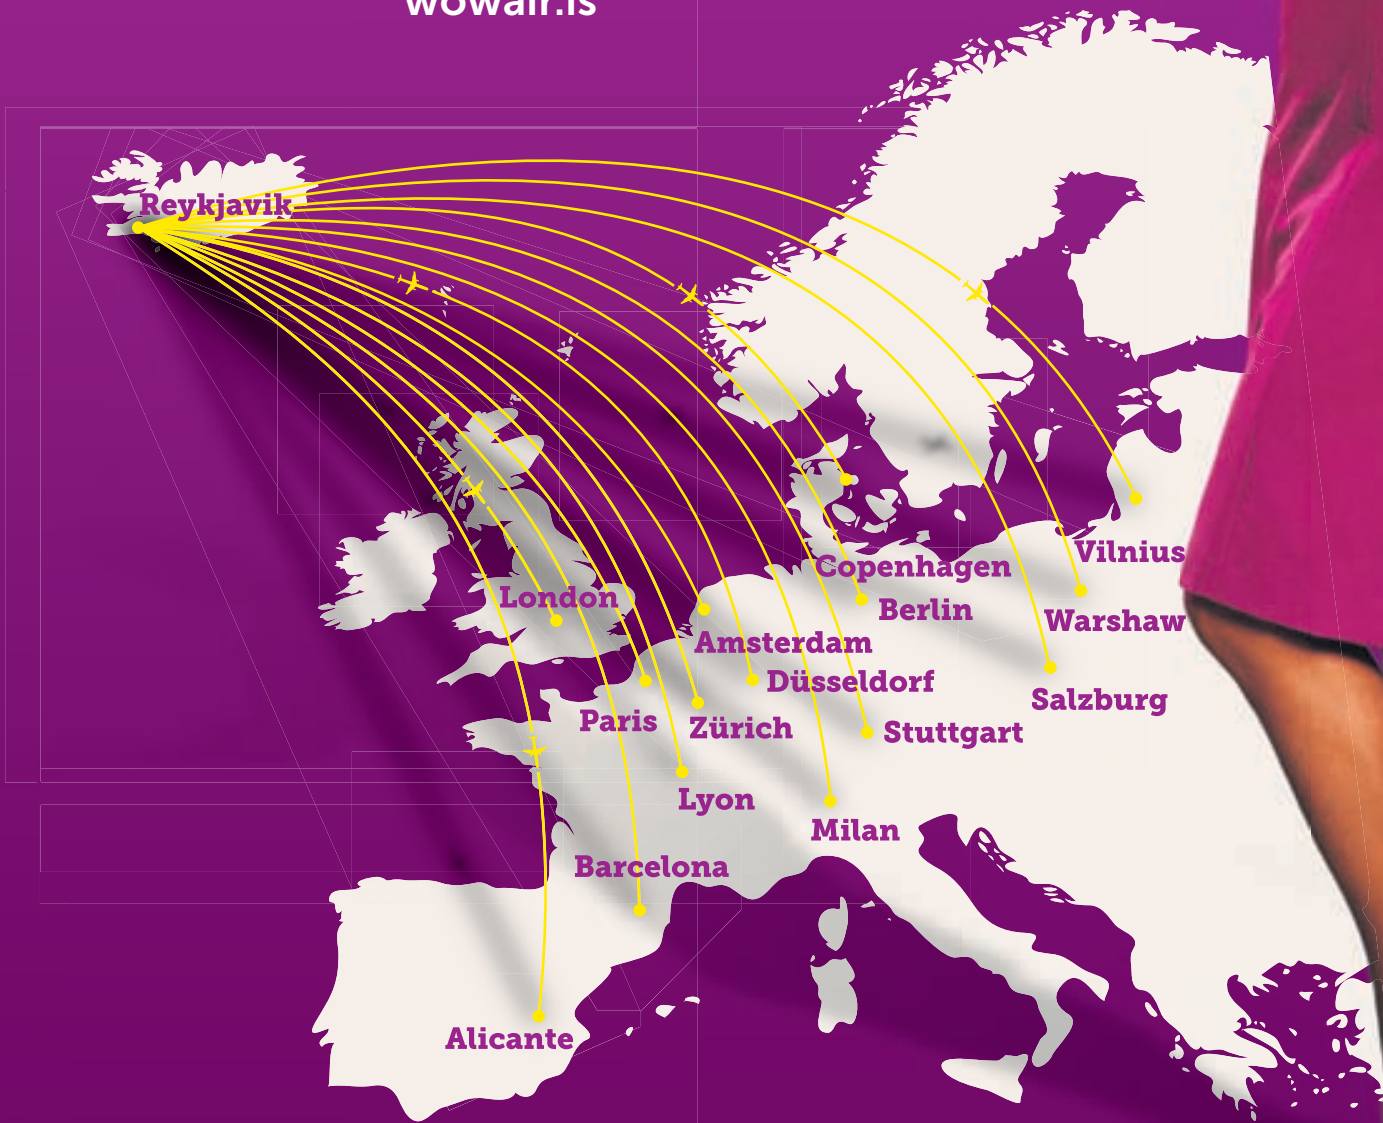 wowair.is
Reykjavik
Vilnius
Copenhagen
London
Berlin
Warshaw
Amsterdam
Düsseldorf
Salzburg
Paris
Zürich
Stuttgart
Lyon
Milan
Barcelona
Alicante